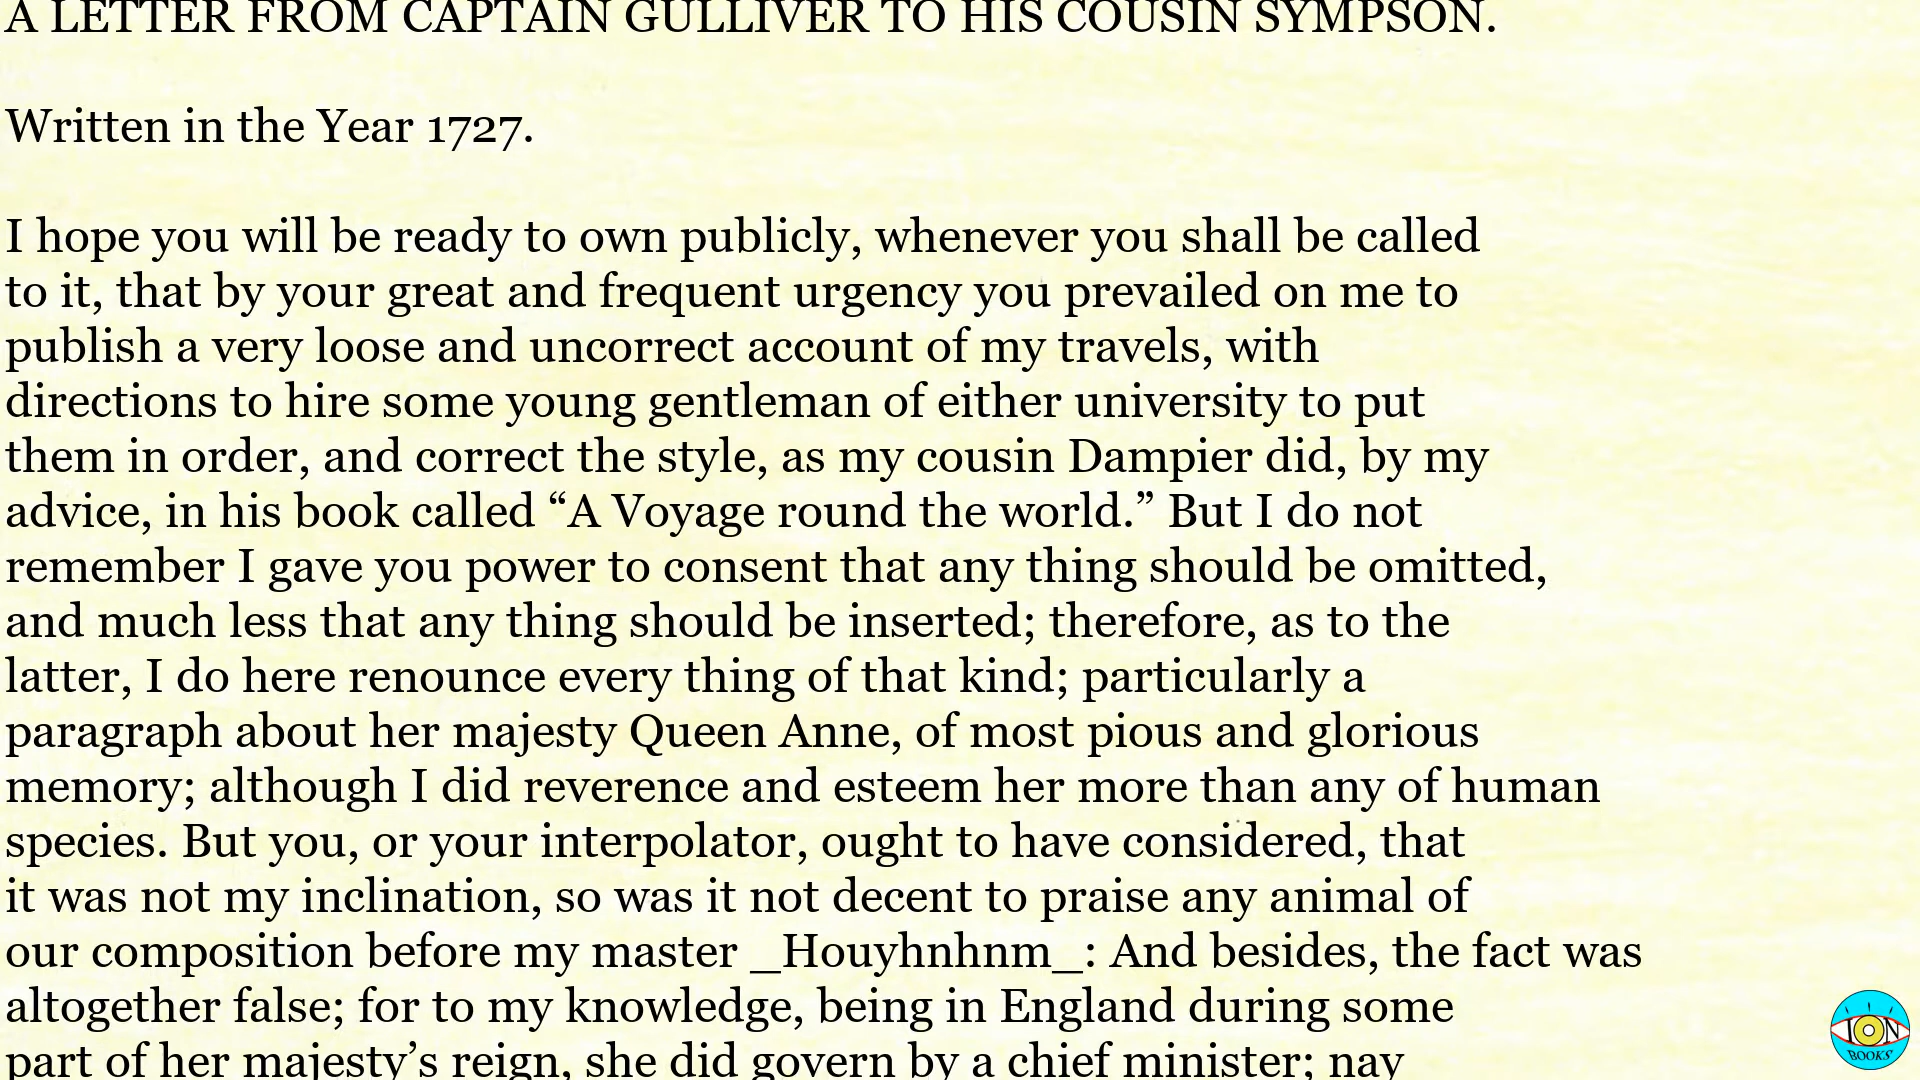 A LETTER FROM CAPTAIN GULLIVER TO HIS COUSIN SYMPSON.
Written in the Year 1727.
I hope you will be ready to own publicly, whenever you shall be called
to it, that by your great and frequent urgency you prevailed on me to
publish a very loose and uncorrect account of my travels, with
directions to hire some young gentleman of either university to put
them in order, and correct the style, as my cousin Dampier did, by my
advice, in his book called “A Voyage round the world.” But I do not
remember I gave you power to consent that any thing should be omitted,
and much less that any thing should be inserted; therefore, as to the
latter, I do here renounce every thing of that kind; particularly a
paragraph about her majesty Queen Anne, of most pious and glorious
memory; although I did reverence and esteem her more than any of human
species. But you, or your interpolator, ought to have considered, that
it was not my inclination, so was it not decent to praise any animal of
our composition before my master _Houyhnhnm_: And besides, the fact was
altogether false; for to my knowledge, being in England during some
part of her majesty’s reign, she did govern by a chief minister; nay
ION
BOOKS